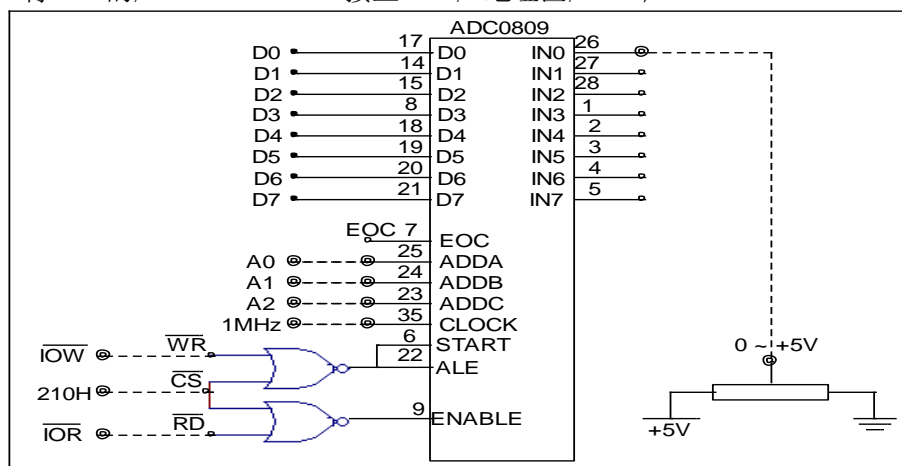 ADC0809
D0 17 D0 IN0 26
D1 14 D1 IN1 27
D2 15 D2 IN2 28
D3 8 D3 IN3 1
D4 18 D4 IN4 2
D5 19 D5 IN5 3
D6 20 D6 IN6 4
D7 21 D7 IN7 5
EOC 7 EOC
A0 25 ADDA
A1 24 ADDB
A2 23 ADDC
1MHz 35 CLOCK
6 START
IOW WR 22 ALE
0 ~ +5V
210H CS
9 ENABLE
IOR RD
+5V